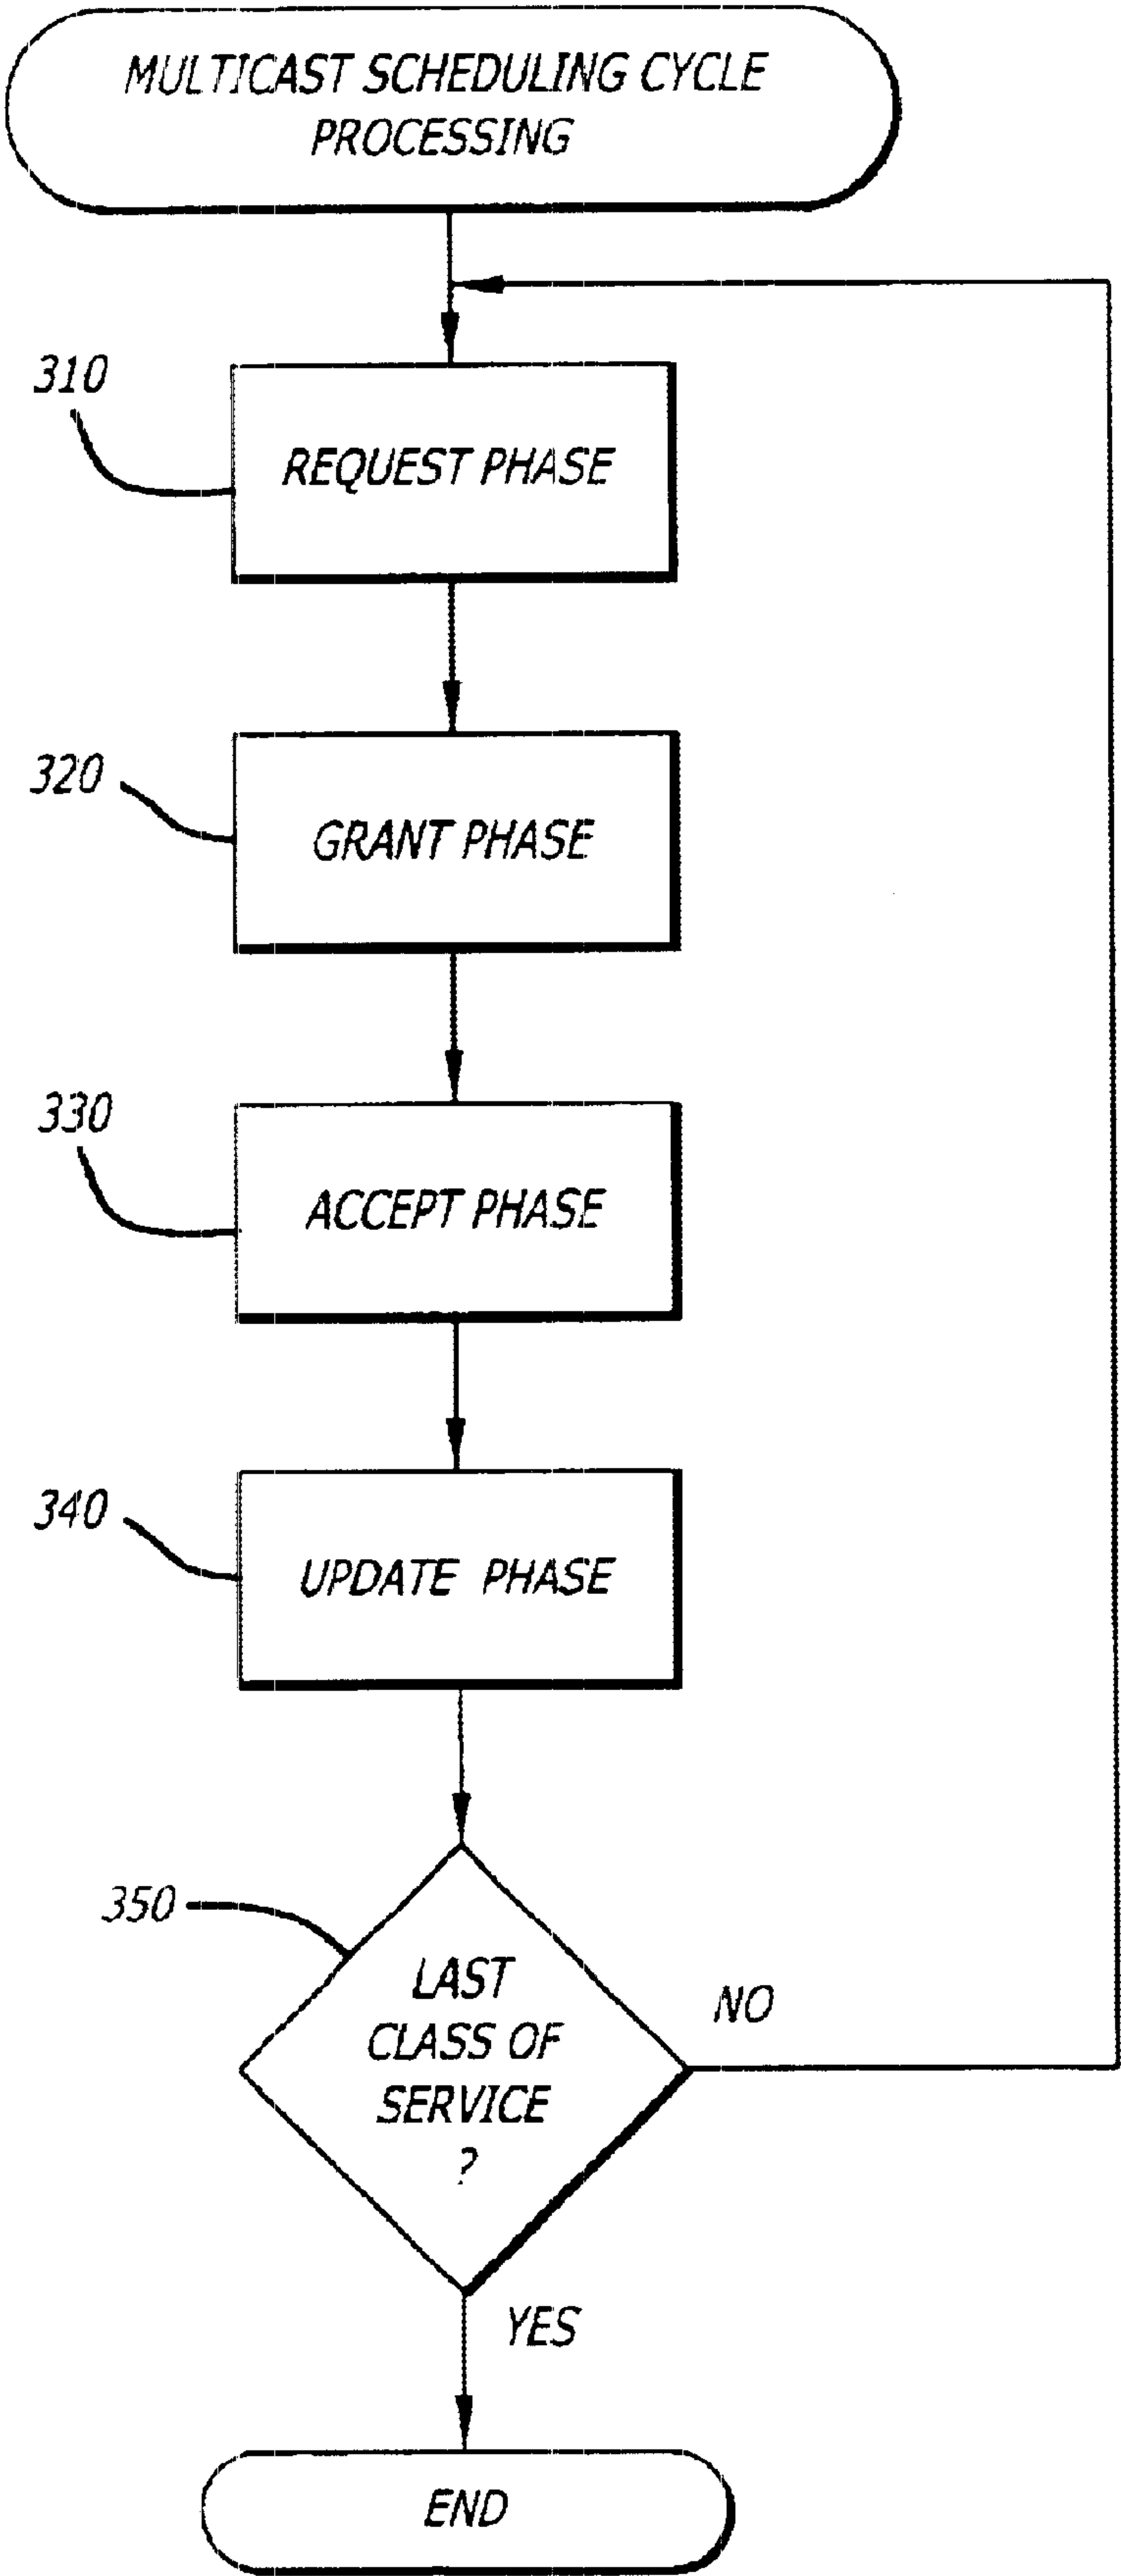 MULTICAST SCHEDULING CYCLE
PROCESSING
310
REQUEST PHASE
320
GRANT PHASE
330
ACCEPT PHASE
340
UPDATE PHASE
350
LAST
CLASS OF
SERVICE
?
NO
YES
END